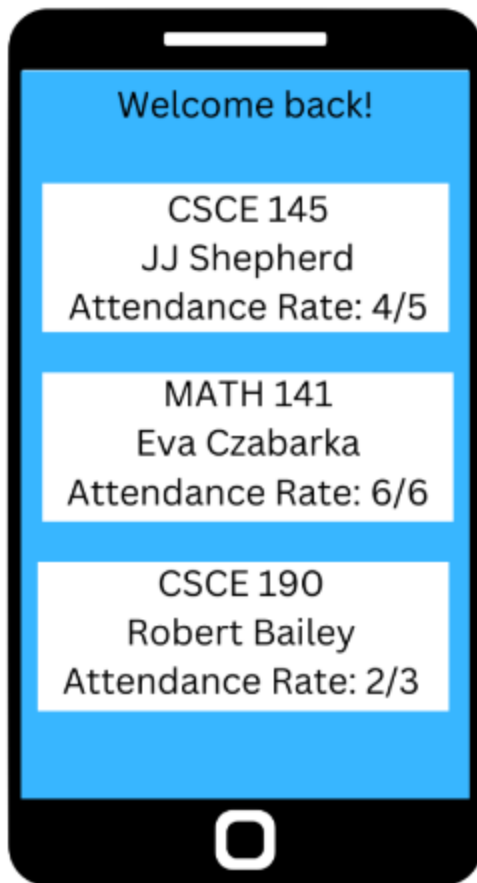 Welcome back!
CSCE 145
JJ Shepherd
Attendance Rate: 4/5
MATH 141
Eva Czabarka
Attendance Rate: 6/6
CSCE 190
Robert Bailey
Attendance Rate: 2/3